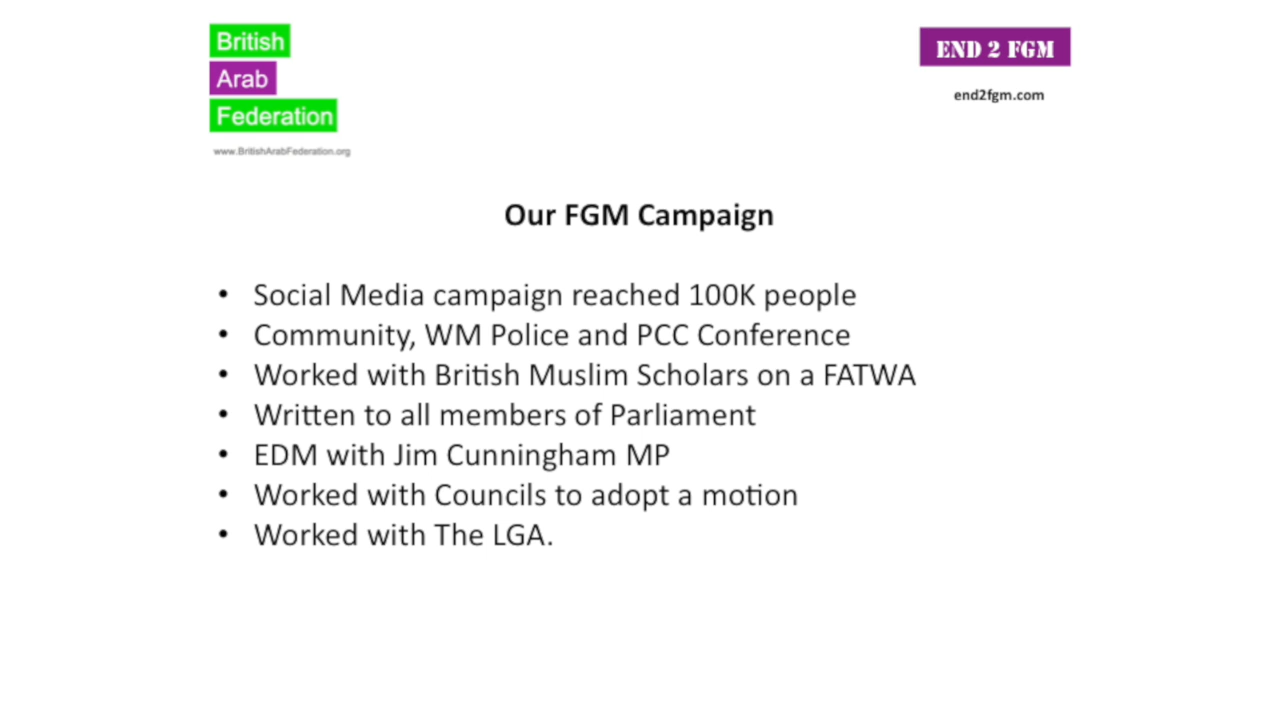 British
Arab
Federation
www.BritishArabFederation.org
END 2 FGM
end2fgm.com
Our FGM Campaign
• Social Media campaign reached 100K people
• Community, WM Police and PCC Conference
• Worked with British Muslim Scholars on a FATWA
• Written to all members of Parliament
• EDM with Jim Cunningham MP
• Worked with Councils to adopt a motion
• Worked with The LGA.